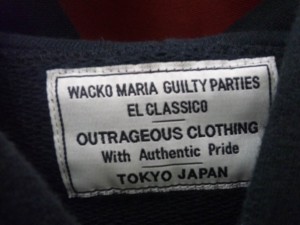 WACKO MARIA GUILTY PARTIES
EL CLASSICO
OUTRAGEOUS CLOTHING
With Authentic Pride
TOKYO JAPAN